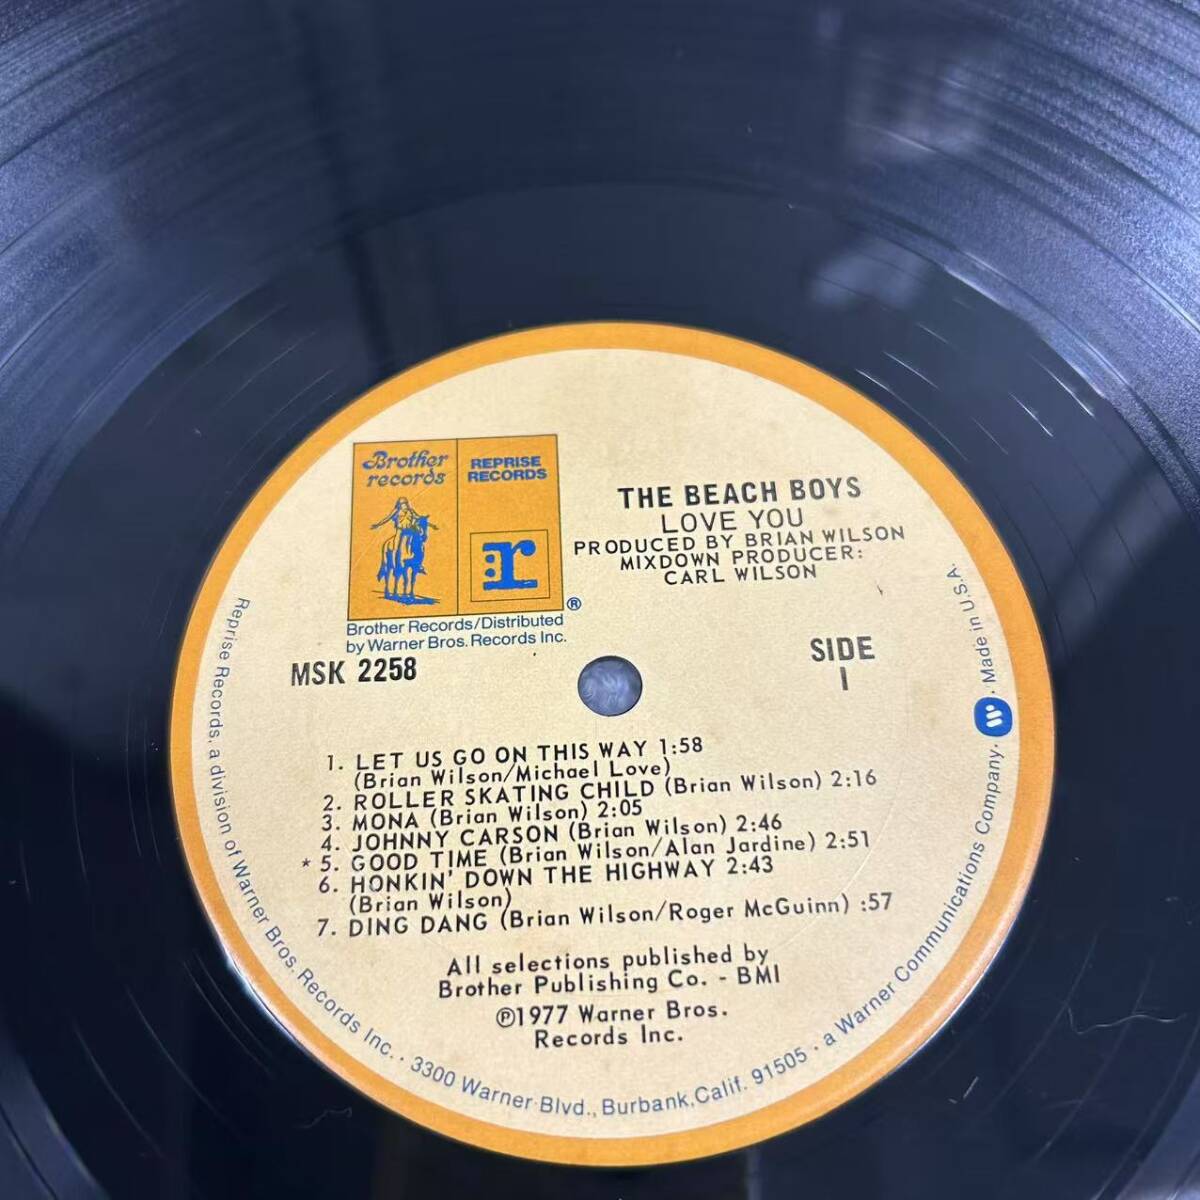 Brother
records
REPRISE
RECORDS
r
®
Brother Records/Distributed
by Warner Bros. Records Inc.
MSK 2258
THE BEACH BOYS
LOVE YOU
PRODUCED BY BRIAN WILSON
MIXDOWN PRODUCER:
CARL WILSON
SIDE
1
1. LET US GO ON THIS WAY 1:58
(Brian Wilson/Michael Love)
2. ROLLER SKATING CHILD (Brian Wilson) 2:16
3. MONA (Brian Wilson) 2:05
4. JOHNNY CARSON (Brian Wilson) 2:46
* 5. GOOD TIME (Brian Wilson/Alan Jardine) 2:51
6. HONKIN' DOWN THE HIGHWAY 2:43
(Brian Wilson)
7. DING DANG (Brian Wilson/Roger McGuinn) :57
All selections published by
Brother Publishing Co. - BMI
℗1977 Warner Bros.
Records Inc.
Reprise Records, a division of Warner Bros. Records Inc. · 3300 Warner Blvd., Burbank, Calif. 91505 · a Warner Communications Company. W · Made in U.S.A.